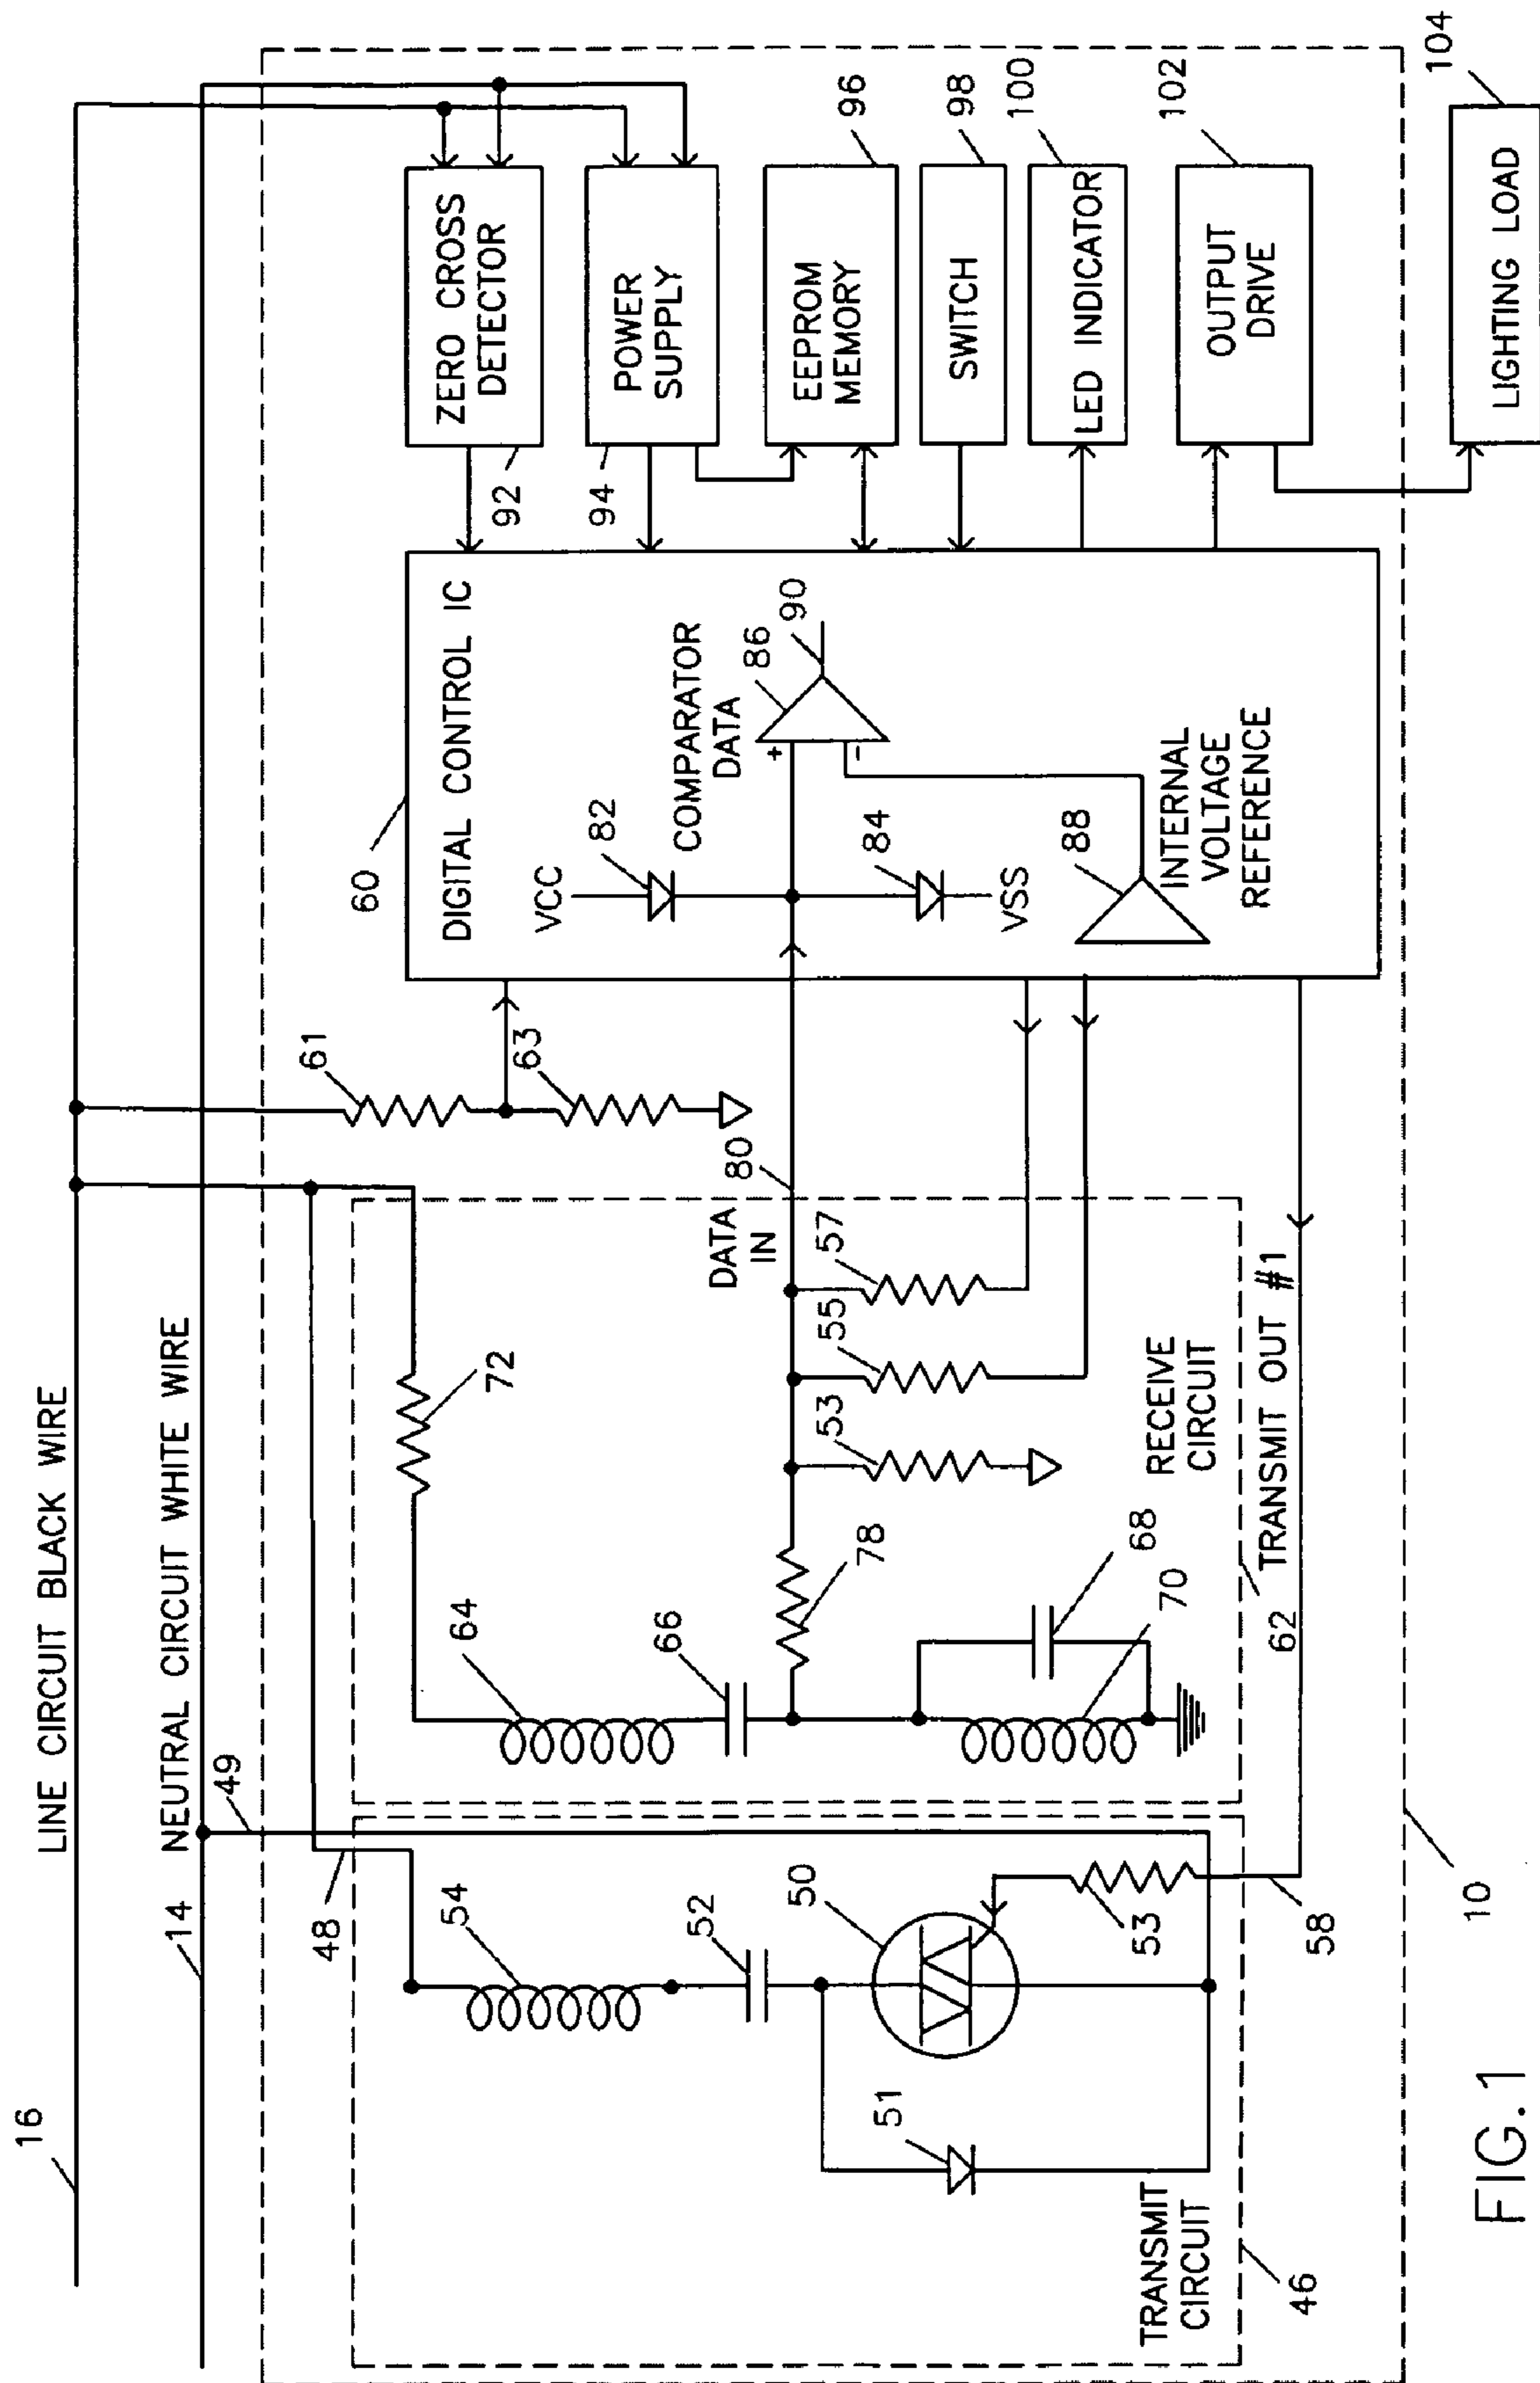 16
LINE CIRCUIT BLACK WIRE
14
NEUTRAL CIRCUIT WHITE WIRE
49
48
54
52
50
51
53
58
TRANSMIT
CIRCUIT
46
64
66
72
78
68
70
62
53
55
57
DATA
IN
80
RECEIVE
CIRCUIT
TRANSMIT OUT #1
61
63
60
DIGITAL CONTROL IC
VCC
82
COMPARATOR
DATA
86
90
+
-
84
VSS
88
INTERNAL
VOLTAGE
REFERENCE
ZERO CROSS
DETECTOR
92
POWER
SUPPLY
94
EEPROM
MEMORY
96
SWITCH
98
LED INDICATOR
100
OUTPUT
DRIVE
102
LIGHTING LOAD
104
10
FIG. 1